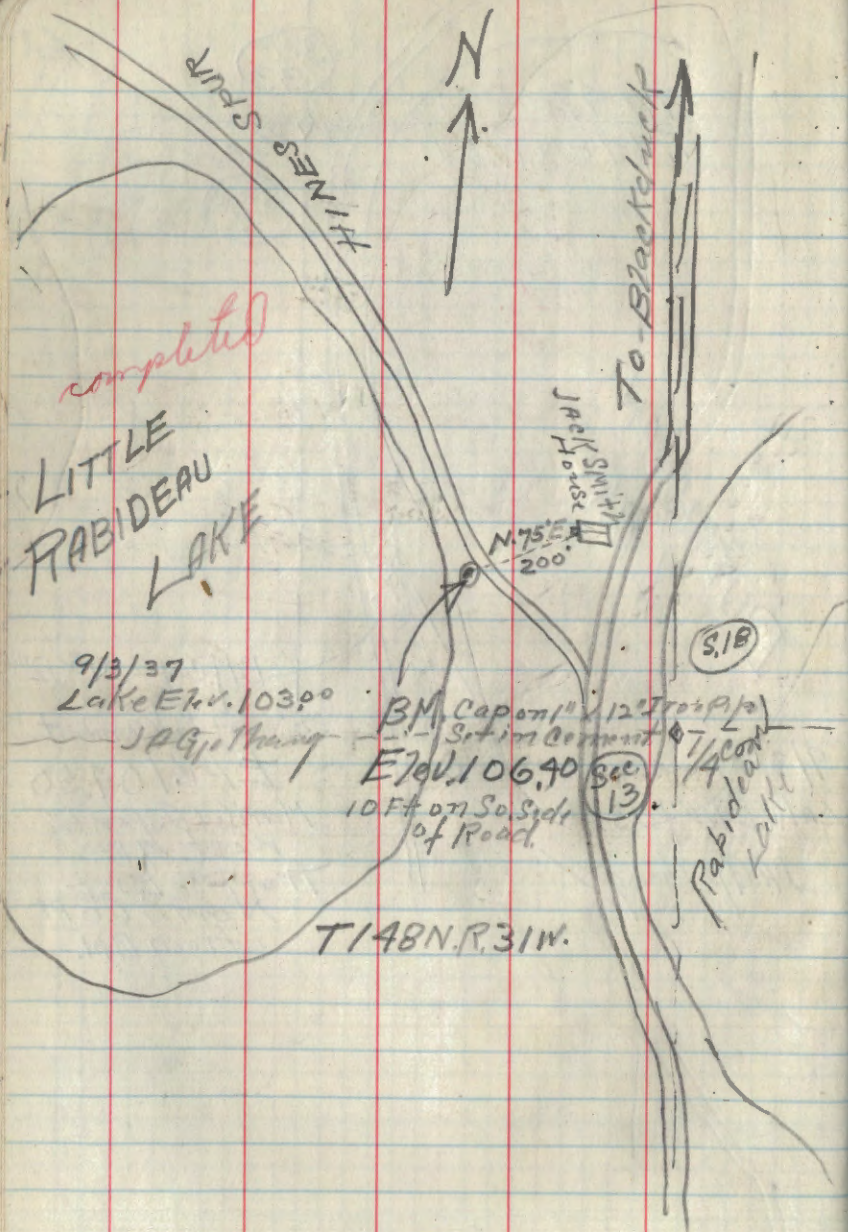 N
HINES SPUR
To-Blackduck
completed
LITTLE
RABIDEAU
LAKE
JACK SMITH
House
N.75°E
200'
S.18
9/3/37
Lake Elev. 103.00
B.M. Cap on 1" x 12" Iron Pipe
Set in Cement
1/4 cor
Elev. 106.40
Sec
13
10 Ft on So. Side
of Road.
Rabideau
Lake
T148N.R.31W.